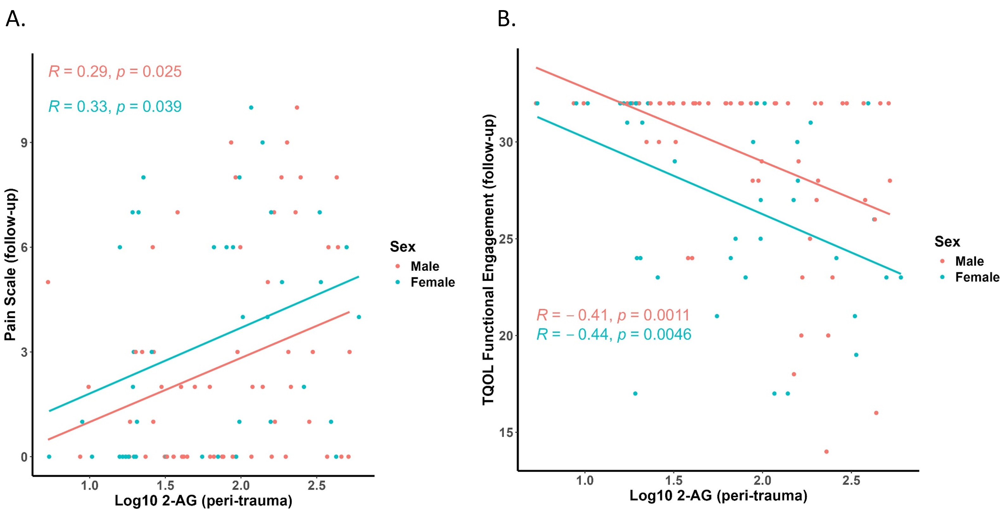 A.
R = 0.29, p = 0.025
R = 0.33, p = 0.039
Pain Scale (follow-up)
9
6
3
0
1.0 1.5 2.0 2.5
Log10 2-AG (peri-trauma)
Sex
Male
Female
B.
TQOL Functional Engagement (follow-up)
30
25
20
15
R = − 0.41, p = 0.0011
R = − 0.44, p = 0.0046
1.0 1.5 2.0 2.5
Log10 2-AG (peri-trauma)
Sex
Male
Female